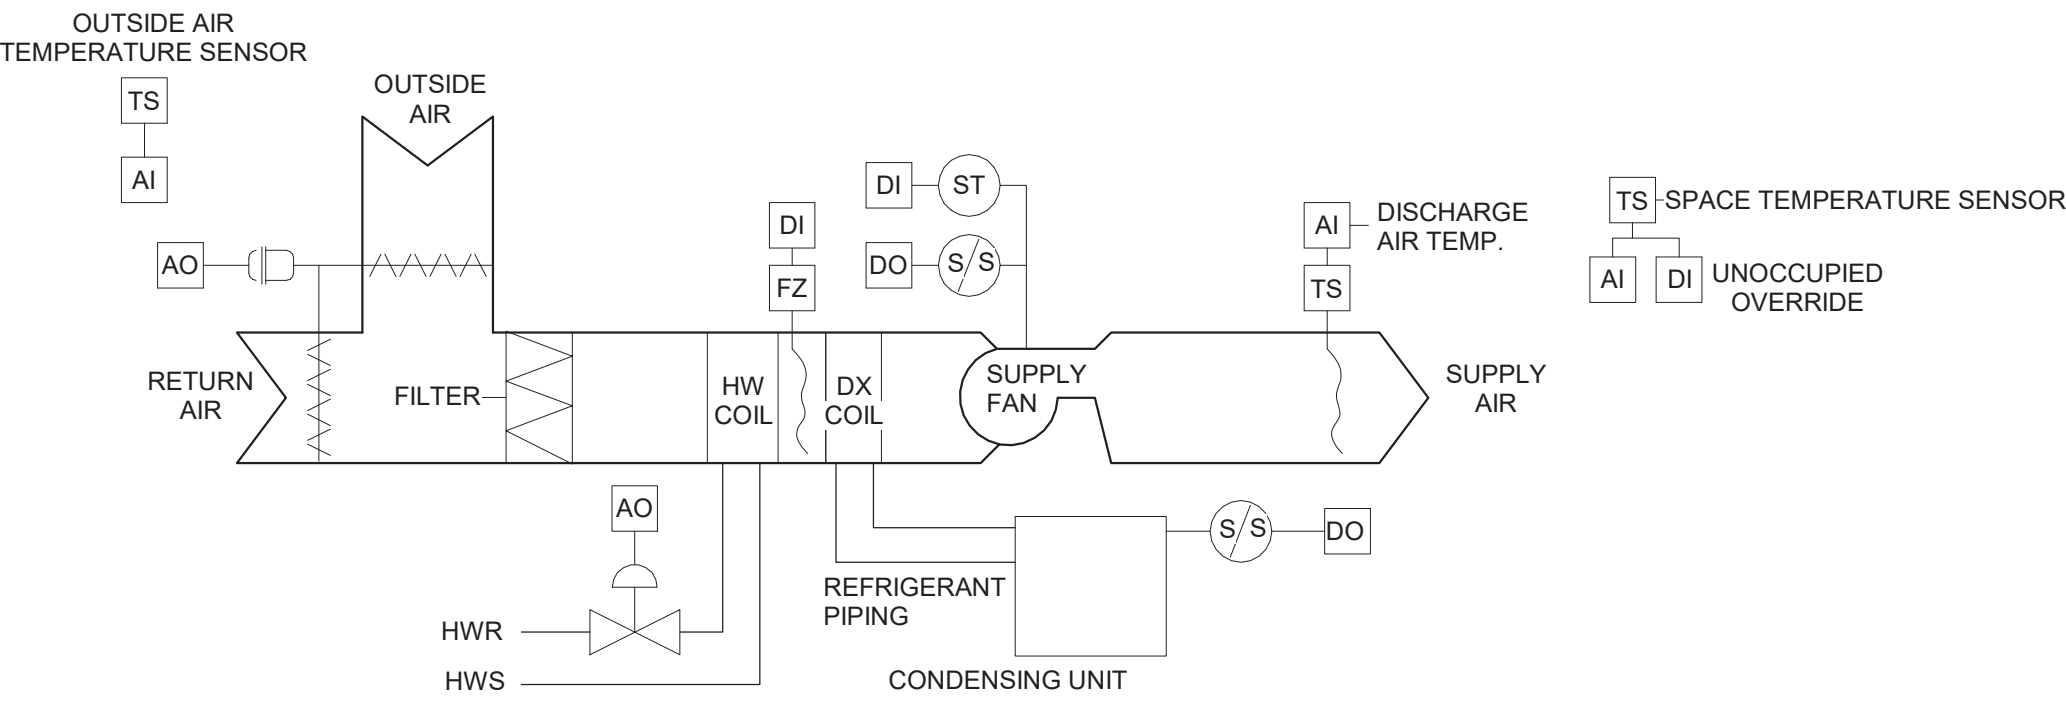 OUTSIDE AIR
TEMPERATURE SENSOR
TS
AI
OUTSIDE
AIR
AO
RETURN
AIR
FILTER
HW
COIL
DI
FZ
DX
COIL
DI
ST
DO
S/S
SUPPLY
FAN
AI
DISCHARGE
AIR TEMP.
TS
SUPPLY
AIR
TS
SPACE TEMPERATURE SENSOR
AI
DI
UNOCCUPIED
OVERRIDE
AO
HWR
HWS
REFRIGERANT
PIPING
CONDENSING UNIT
S/S
DO